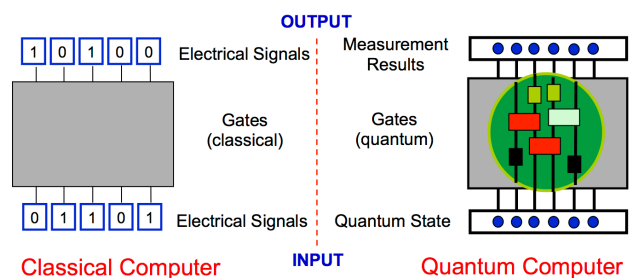 OUTPUT
1 0 1 0 0
Electrical Signals
Measurement
Results
Gates
(classical)
Gates
(quantum)
0 1 1 0 1
Electrical Signals
Quantum State
INPUT
Classical Computer
Quantum Computer